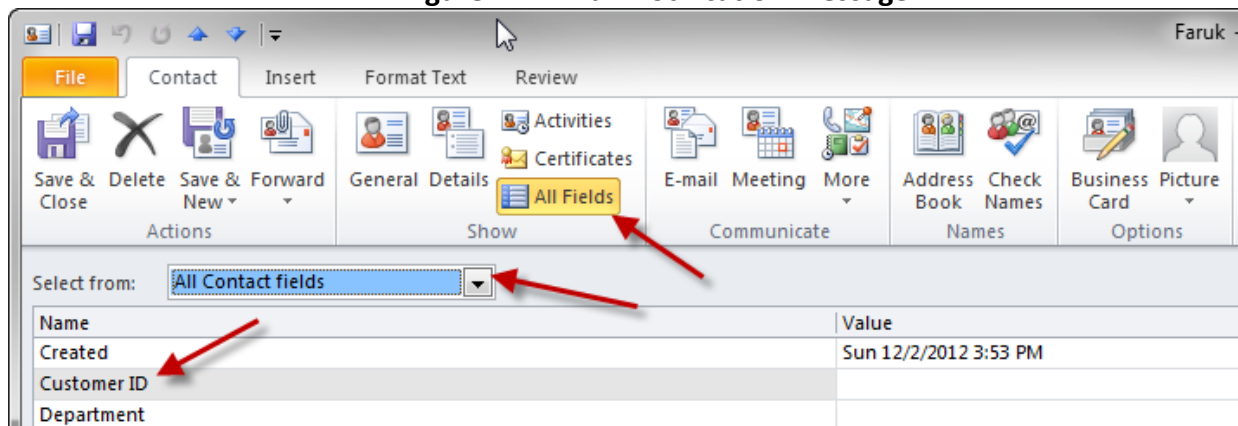 Faruk -
File Contact Insert Format Text Review
Activities
Certificates
All Fields
Save & Close
Delete
Save & New
Forward
General
Details
E-mail
Meeting
More
Address Book
Check Names
Business Card
Picture
Actions Show Communicate Names Options
Select from: All Contact fields
Name Value
Created Sun 12/2/2012 3:53 PM
Customer ID
Department